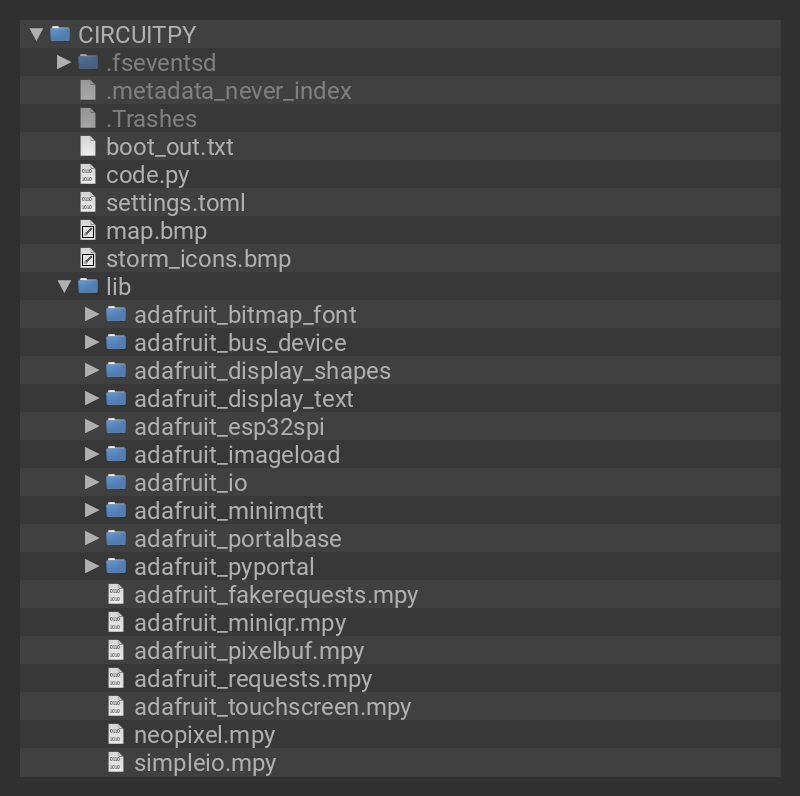 CIRCUITPY
.fseventsd
.metadata_never_index
.Trashes
boot_out.txt
code.py
settings.toml
map.bmp
storm_icons.bmp
lib
adafruit_bitmap_font
adafruit_bus_device
adafruit_display_shapes
adafruit_display_text
adafruit_esp32spi
adafruit_imageload
adafruit_io
adafruit_minimqtt
adafruit_portalbase
adafruit_pyportal
adafruit_fakerequests.mpy
adafruit_miniqr.mpy
adafruit_pixelbuf.mpy
adafruit_requests.mpy
adafruit_touchscreen.mpy
neopixel.mpy
simpleio.mpy